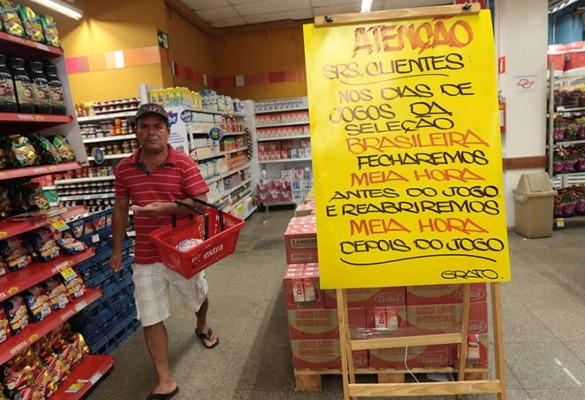 ATENÇÃO
SRS. CLIENTES
NOS DIAS DE
JOGOS DA
SELEÇÃO
BRASILEIRA
FECHAREMOS
MEIA HORA
ANTES DO JOGO
E REABRIREMOS
MEIA HORA
DEPOIS DO JOGO
GRATO
extra